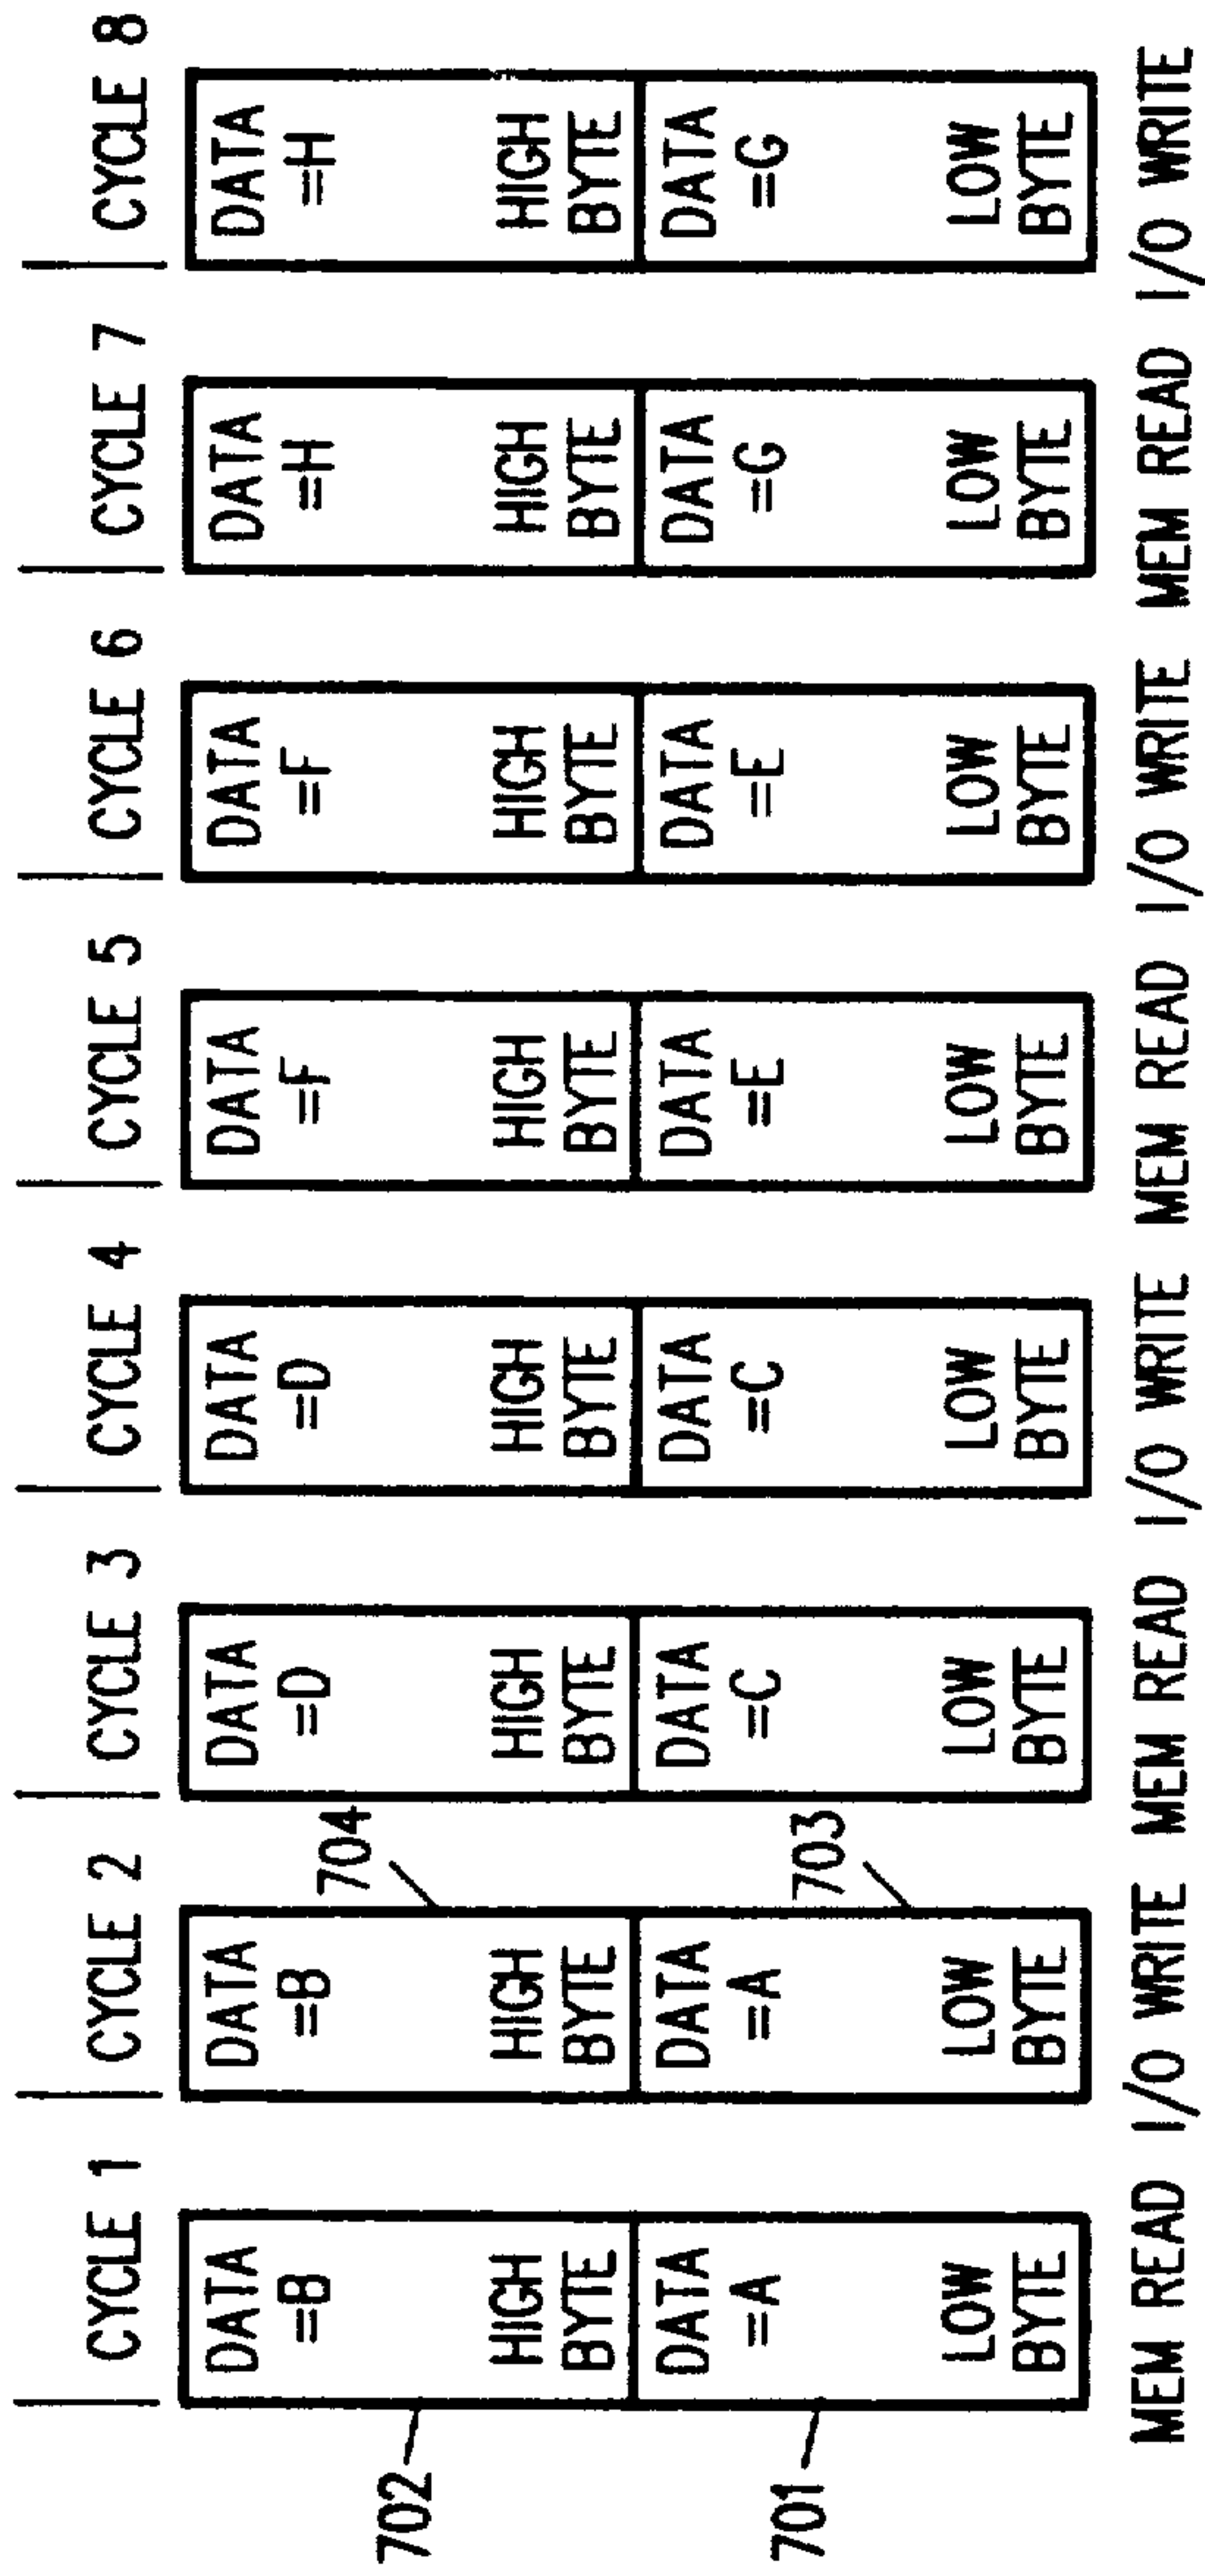 CYCLE 1 CYCLE 2 CYCLE 3 CYCLE 4 CYCLE 5 CYCLE 6 CYCLE 7 CYCLE 8
DATA DATA DATA DATA DATA DATA DATA DATA
=B =B =D =D =F =F =H =H
704
702
HIGH HIGH HIGH HIGH HIGH HIGH HIGH HIGH
BYTE BYTE BYTE BYTE BYTE BYTE BYTE BYTE
DATA DATA DATA DATA DATA DATA DATA DATA
=A =A =C =C =E =E =G =G
703
701
LOW LOW LOW LOW LOW LOW LOW LOW
BYTE BYTE BYTE BYTE BYTE BYTE BYTE BYTE
MEM READ I/O WRITE MEM READ I/O WRITE MEM READ I/O WRITE MEM READ I/O WRITE